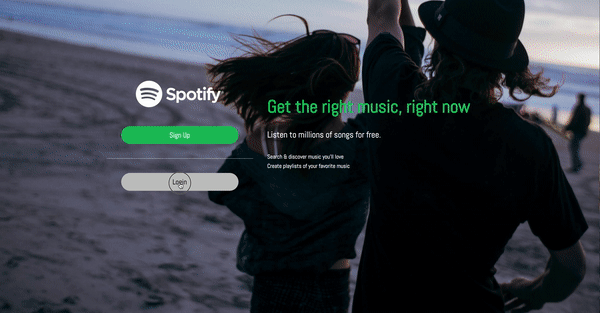 Spotify
Sign Up
Login
Get the right music, right now
Listen to millions of songs for free.
Search & discover music you'll love
Create playlists of your favorite music